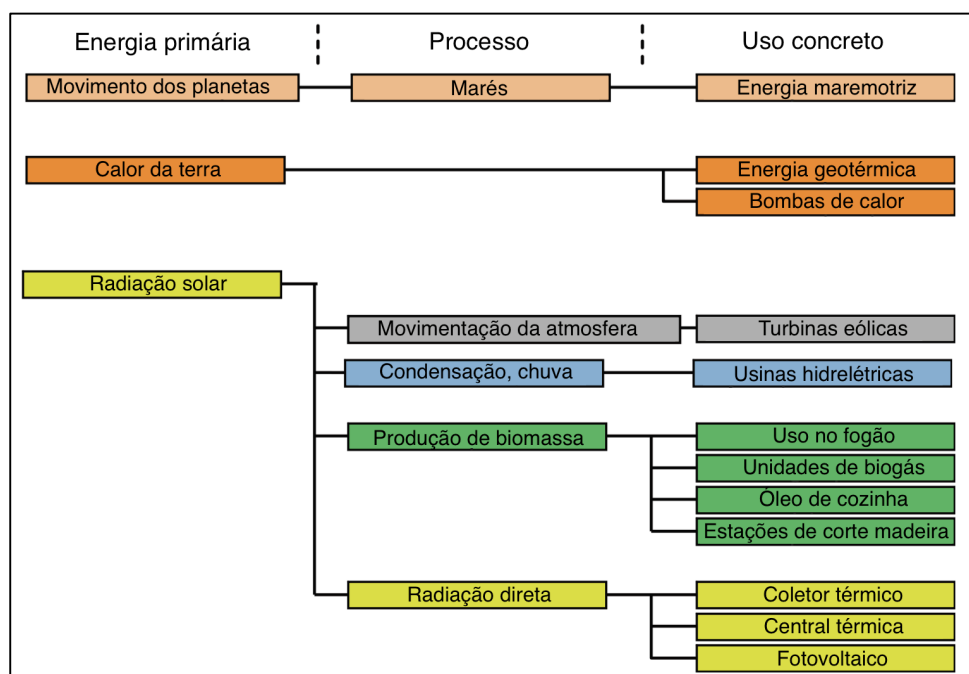 Energia primária
Processo
Uso concreto
Movimento dos planetas
Marés
Energia maremotriz
Calor da terra
Energia geotérmica
Bombas de calor
Radiação solar
Movimentação da atmosfera
Turbinas eólicas
Condensação, chuva
Usinas hidrelétricas
Produção de biomassa
Uso no fogão
Unidades de biogás
Óleo de cozinha
Estações de corte madeira
Radiação direta
Coletor térmico
Central térmica
Fotovoltaico